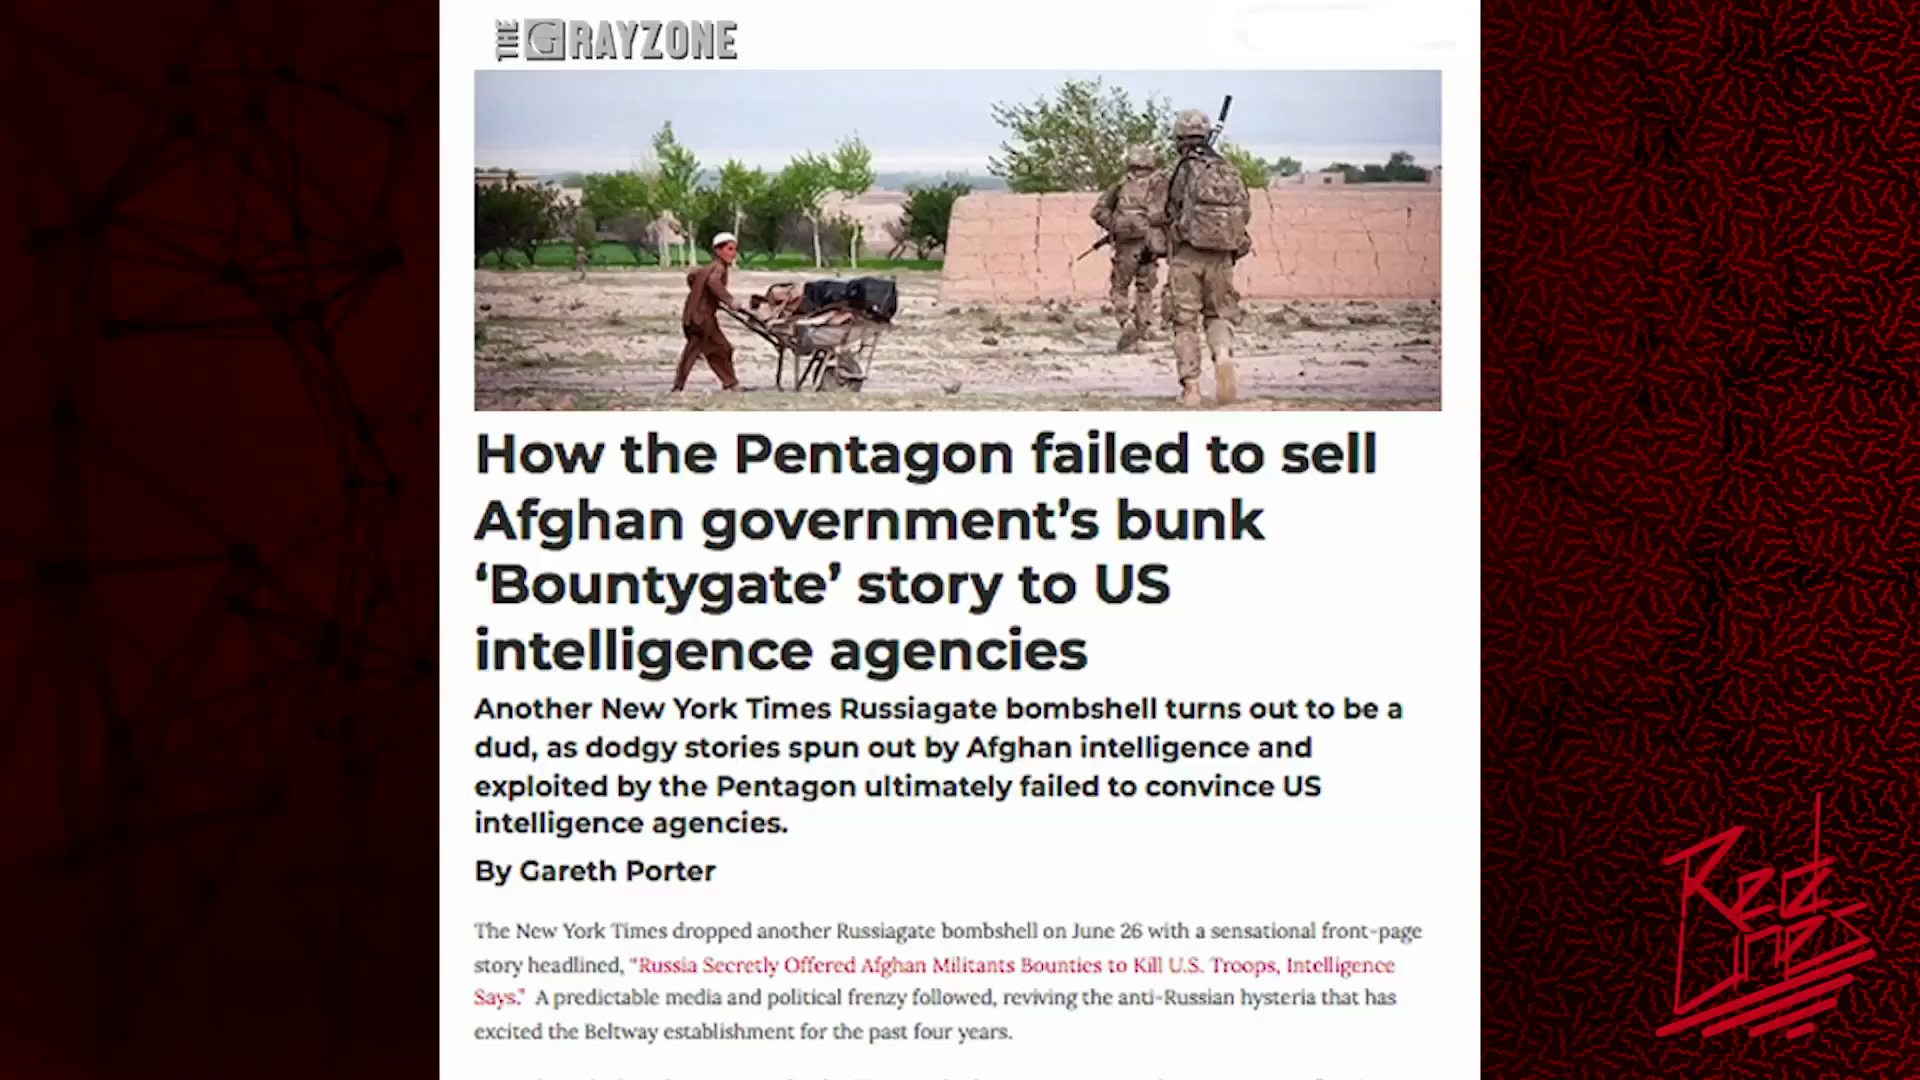 THE GRAYZONE
How the Pentagon failed to sell
Afghan government's bunk
‘Bountygate’ story to US
intelligence agencies
Another New York Times Russiagate bombshell turns out to be a
dud, as dodgy stories spun out by Afghan intelligence and
exploited by the Pentagon ultimately failed to convince US
intelligence agencies.
By Gareth Porter
The New York Times dropped another Russiagate bombshell on June 26 with a sensational front-page
story headlined, “Russia Secretly Offered Afghan Militants Bounties to Kill U.S. Troops, Intelligence
Says.” A predictable media and political frenzy followed, reviving the anti-Russian hysteria that has
excited the Beltway establishment for the past four years.
Red
Lines